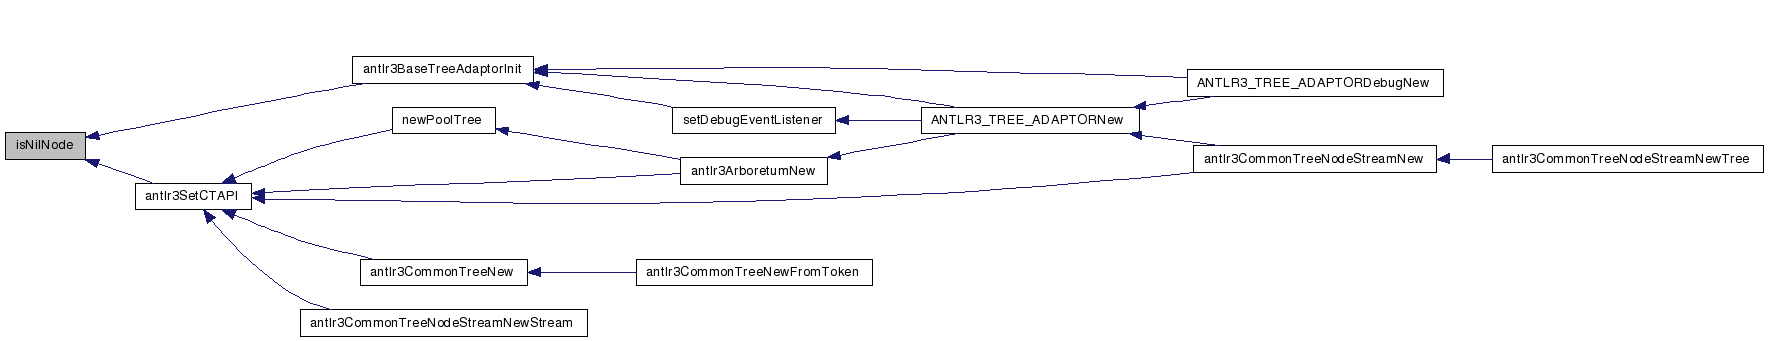 isNilNode
antlr3BaseTreeAdaptorInit
newPoolTree
antlr3SetCTAPI
setDebugEventListener
antlr3ArboretumNew
ANTLR3_TREE_ADAPTORNew
ANTLR3_TREE_ADAPTORDebugNew
antlr3CommonTreeNodeStreamNew
antlr3CommonTreeNodeStreamNewTree
antlr3CommonTreeNew
antlr3CommonTreeNewFromToken
antlr3CommonTreeNodeStreamNewStream